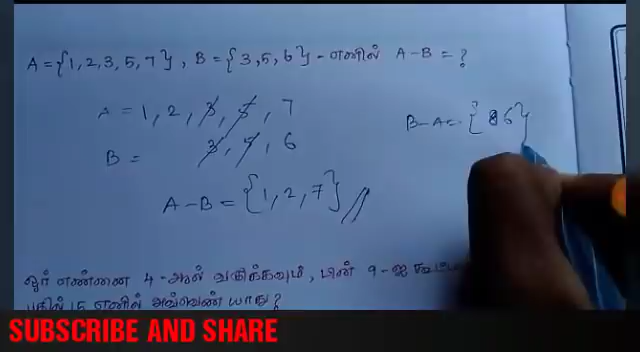 A = {1, 2, 3, 5, 7}, B = {3, 5, 6} - எனில் A - B = ?
A = 1, 2, 3, 5, 7
B = 3, 5, 6
B - A = { 6}
A - B = {1, 2, 7} //
ஓர் எண்ணை 4 - ஆல் வகுக்கவும், பின் 9 - ஐ
பதில் 15 எனில் அவ்வெண் யாது?
SUBSCRIBE AND SHARE